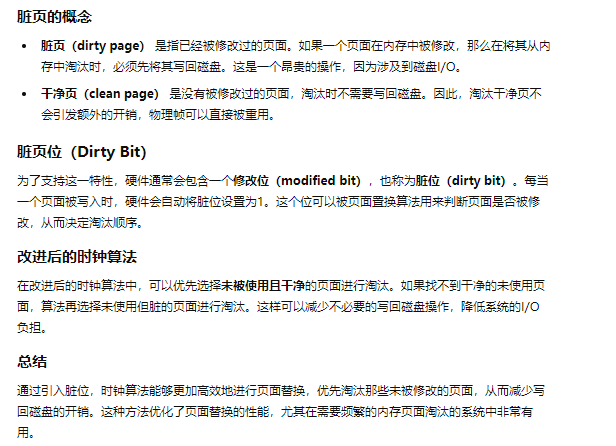 脏页的概念
• 脏页（dirty page） 是指已经被修改过的页面。如果一个页面在内存中被修改，那么在将其从内
存中淘汰时，必须先将其写回磁盘。这是一个昂贵的操作，因为涉及到磁盘I/O。
• 干净页（clean page） 是没有被修改过的页面，淘汰时不需要写回磁盘。因此，淘汰干净页不
会引发额外的开销，物理帧可以直接被重用。
脏页位（Dirty Bit）
为了支持这一特性，硬件通常会包含一个修改位（modified bit），也称为脏位（dirty bit）。每当
一个页面被写入时，硬件会自动将脏位设置为1。这个位可以被页面置换算法用来判断页面是否被修
改，从而决定淘汰顺序。
改进后的时钟算法
在改进后的时钟算法中，可以优先选择未被使用且干净的页面进行淘汰。如果找不到干净的未使用页
面，算法再选择未使用但脏的页面进行淘汰。这样可以减少不必要的写回磁盘操作，降低系统的I/O
负担。
总结
通过引入脏位，时钟算法能够更加高效地进行页面替换，优先淘汰那些未被修改的页面，从而减少写
回磁盘的开销。这种方法优化了页面替换的性能，尤其在需要频繁的内存页面淘汰的系统中非常有
用。